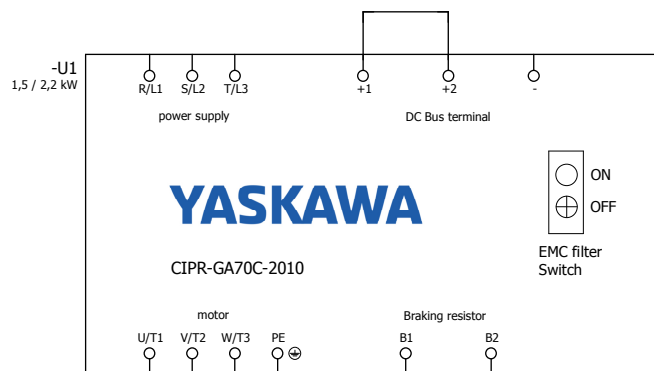 -U1
1,5 / 2,2 kW
R/L1 S/L2 T/L3 +1 +2 -
power supply DC Bus terminal
ON
YASKAWA
OFF
EMC filter
Switch
CIPR-GA70C-2010
motor Braking resistor
U/T1 V/T2 W/T3 PE B1 B2